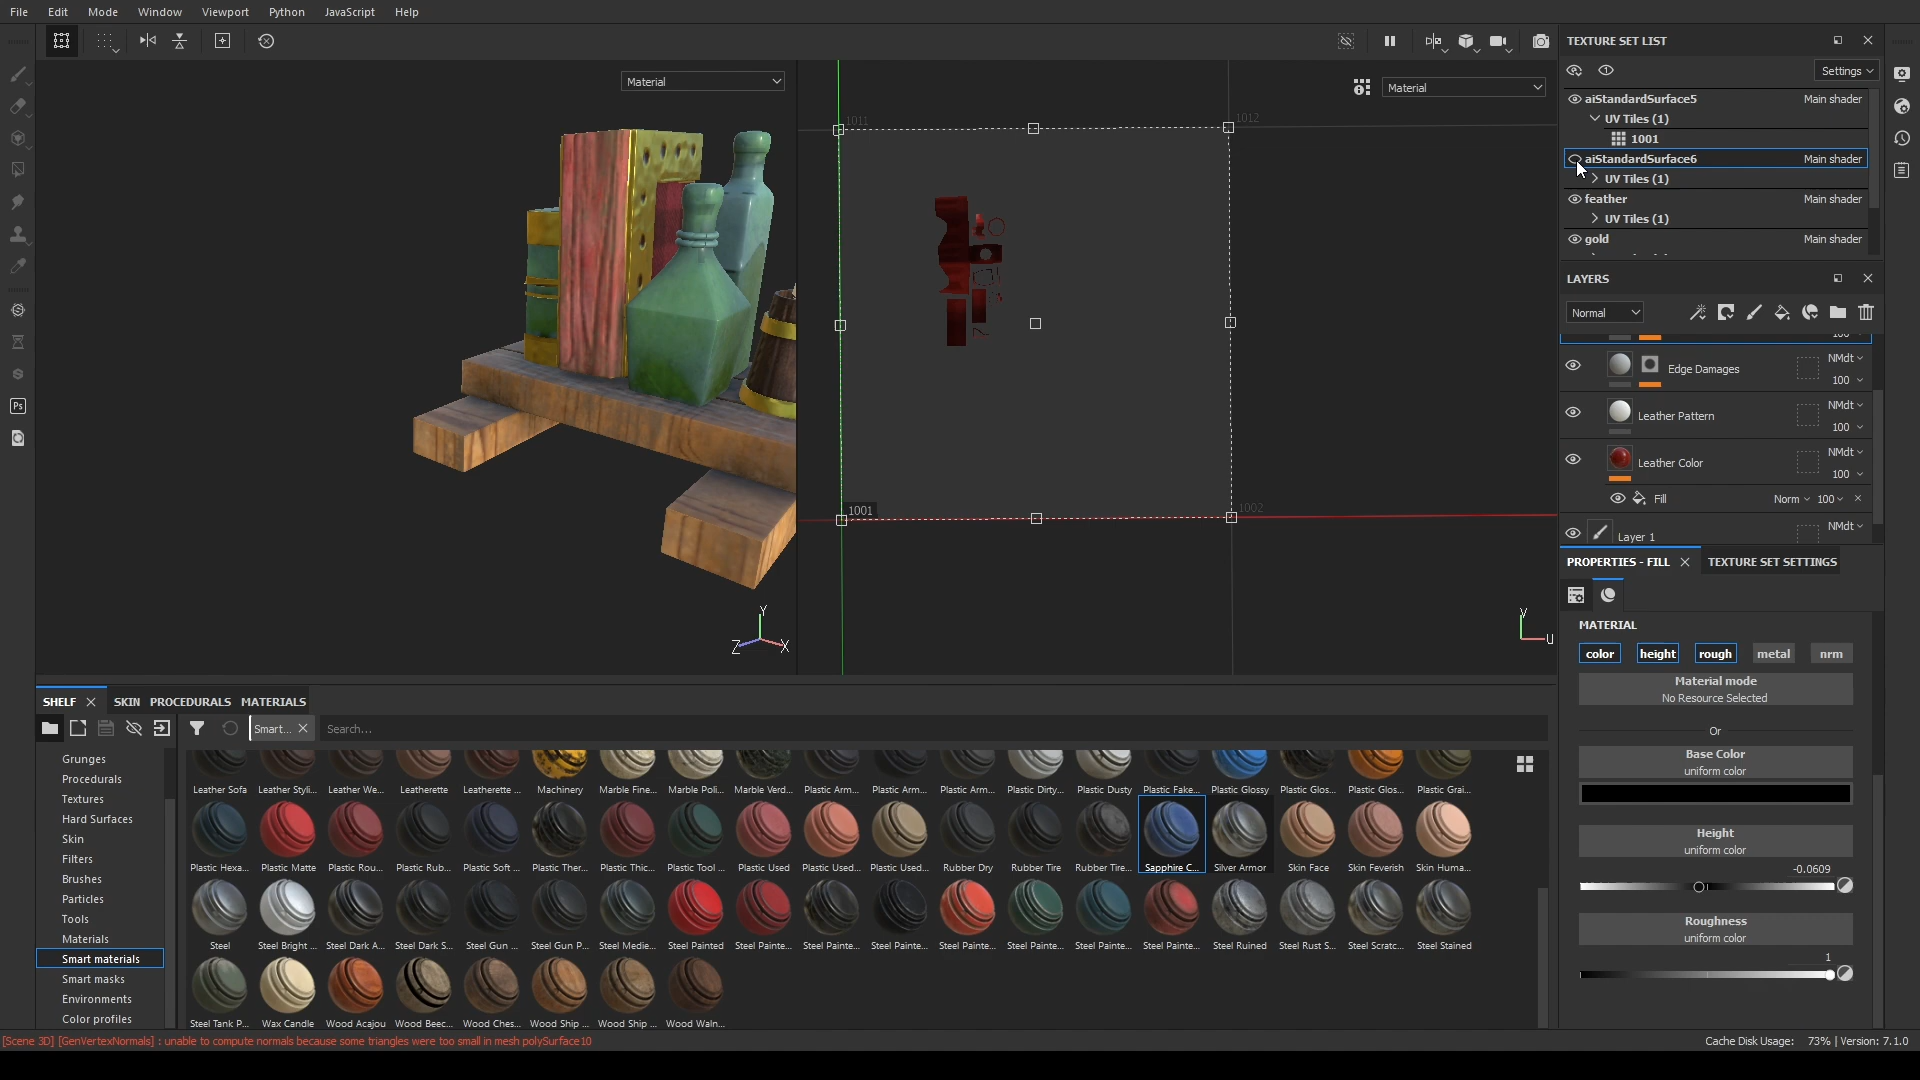 File Edit Mode Window Viewport Python JavaScript Help
TEXTURE SET LIST
Settings
aiStandardSurface5 Main shader
UV Tiles (1)
1001
aiStandardSurface6 Main shader
UV Tiles (1)
feather Main shader
UV Tiles (1)
gold Main shader
Material
Material
1011
1012
1001
1002
Y
Z
X
U
LAYERS
Normal
Edge Damages NMdt 100
Leather Pattern NMdt 100
Leather Color NMdt 100
Fill Norm 100
Layer 1 NMdt
PROPERTIES - FILL TEXTURE SET SETTINGS
MATERIAL
color height rough metal nrm
Material mode
No Resource Selected
Or
Base Color
uniform color
Height
uniform color
-0.0609
Roughness
uniform color
1
SHELF SKIN PROCEDURALS MATERIALS
Smart... Search...
Grunges
Procedurals
Textures
Hard Surfaces
Skin
Filters
Brushes
Particles
Tools
Materials
Smart materials
Smart masks
Environments
Color profiles
Leather Sofa Leather Styli... Leather We... Leatherette Leatherette ... Machinery Marble Fine... Marble Poli... Marble Verd... Plastic Arm... Plastic Arm... Plastic Arm... Plastic Dirty... Plastic Dusty Plastic Fake... Plastic Glossy Plastic Glos... Plastic Glos... Plastic Grai...
Plastic Hexa... Plastic Matte Plastic Rou... Plastic Rub... Plastic Soft ... Plastic Ther... Plastic Thic... Plastic Tool ... Plastic Used Plastic Used... Plastic Used... Rubber Dry Rubber Tire Rubber Tire... Sapphire C... Silver Armor Skin Face Skin Feverish Skin Huma...
Steel Steel Bright ... Steel Dark A... Steel Dark S... Steel Gun ... Steel Gun P... Steel Medie... Steel Painted Steel Painte... Steel Painte... Steel Painte... Steel Painte... Steel Painte... Steel Painte... Steel Painte... Steel Ruined Steel Rust S... Steel Scratc... Steel Stained
Steel Tank P... Wax Candle Wood Acajou Wood Beec... Wood Ches... Wood Ship ... Wood Ship ... Wood Waln...
[Scene 3D] [GenVertexNormals] : unable to compute normals because some triangles were too small in mesh polySurface10
Cache Disk Usage: 73% | Version: 7.1.0